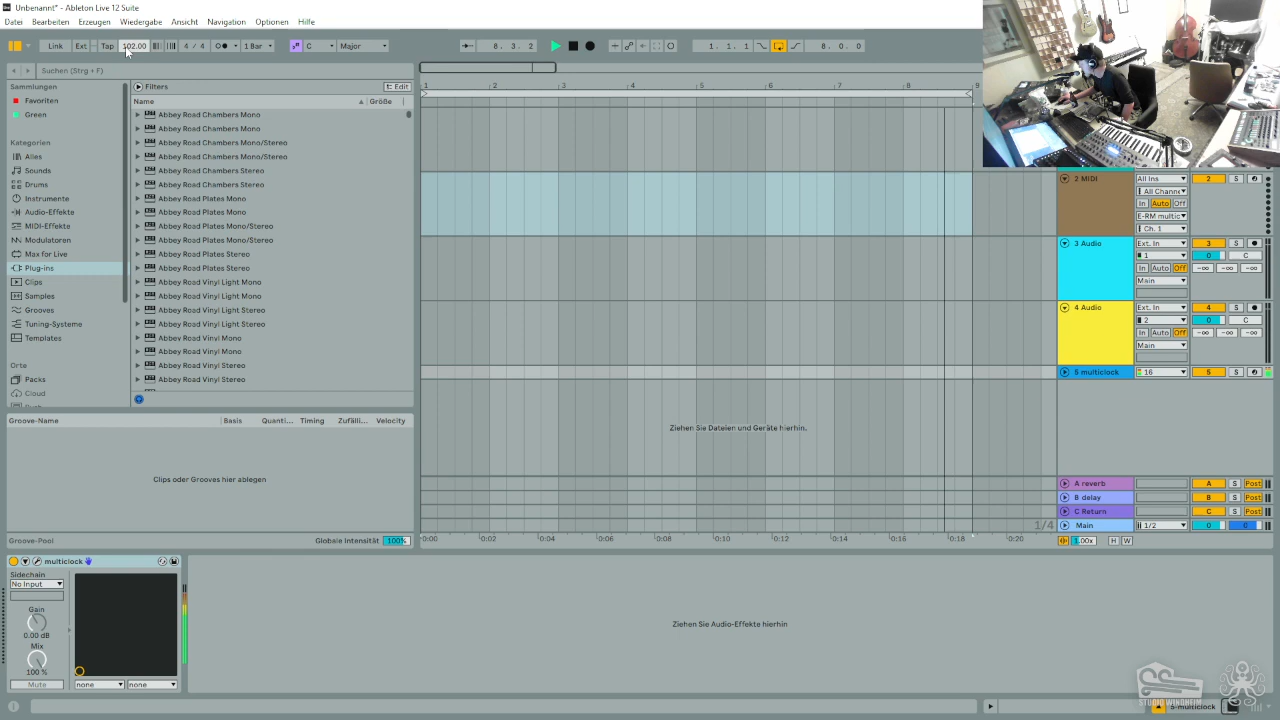 Unbenannt* - Ableton Live 12 Suite
Datei Bearbeiten Erzeugen Wiedergabe Ansicht Navigation Optionen Hilfe
Link Ext Tap 102.00 4 / 4 1 Bar C Major 8. 3. 2 1. 1. 1 8. 0. 0
Suchen (Strg + F)
Sammlungen
Favoriten
Green
Kategorien
Alles
Sounds
Drums
Instrumente
Audio-Effekte
MIDI-Effekte
Modulatoren
Max for Live
Plug-ins
Clips
Samples
Grooves
Tuning-Systeme
Templates
Orte
Packs
Cloud
Filters Edit
Name Größe
Abbey Road Chambers Mono
Abbey Road Chambers Mono
Abbey Road Chambers Mono/Stereo
Abbey Road Chambers Mono/Stereo
Abbey Road Chambers Stereo
Abbey Road Chambers Stereo
Abbey Road Plates Mono
Abbey Road Plates Mono
Abbey Road Plates Mono/Stereo
Abbey Road Plates Mono/Stereo
Abbey Road Plates Stereo
Abbey Road Plates Stereo
Abbey Road Vinyl Light Mono
Abbey Road Vinyl Light Mono
Abbey Road Vinyl Light Stereo
Abbey Road Vinyl Light Stereo
Abbey Road Vinyl Mono
Abbey Road Vinyl Mono
Abbey Road Vinyl Stereo
Abbey Road Vinyl Stereo
1 2 3 4 5 6 7 8 9
2 MIDI All Ins 2 S
All Channe
In Auto Off
E-RM multic
Ch. 1
3 Audio Ext. In 3 S
1 0 C
In Auto Off -∞ -∞ -∞
Main
4 Audio Ext. In 4 S
2 0 C
In Auto Off -∞ -∞ -∞
Main
5 multiclock 16 5 S
Ziehen Sie Dateien und Geräte hierhin.
A reverb A S Post
B delay B S Post
C Return C S Post
1/4 Main 1/2 0 0
0:00 0:02 0:04 0:06 0:08 0:10 0:12 0:14 0:16 0:18 0:20 1.00x H W
Groove-Name Basis Quanti... Timing Zufälli... Velocity
Clips oder Grooves hier ablegen
Groove-Pool Globale Intensität 100%
multiclock
Sidechain
No Input
Gain
0.00 dB
Mix
100 %
Mute none none
Ziehen Sie Audio-Effekte hierhin
STUDIO WINDHEIM
5-multiclock